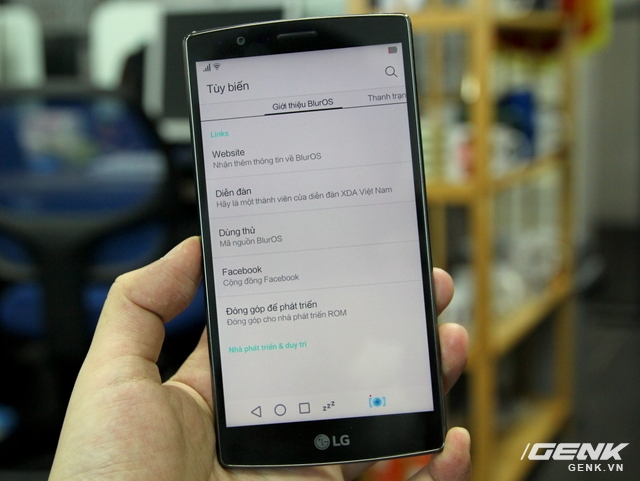 Tùy biến
Giới thiệu BlurOS
Thanh trạn
Links
Website
Nhận thêm thông tin về BlurOS
Diễn đàn
Hãy là một thành viên của diễn đàn XDA Việt Nam
Dùng thử
Mã nguồn BlurOS
Facebook
Cộng đồng Facebook
Đóng góp để phát triển
Đóng góp cho nhà phát triển ROM
Nhà phát triển & duy trì
zzz
LG
GENK
GENK.VN